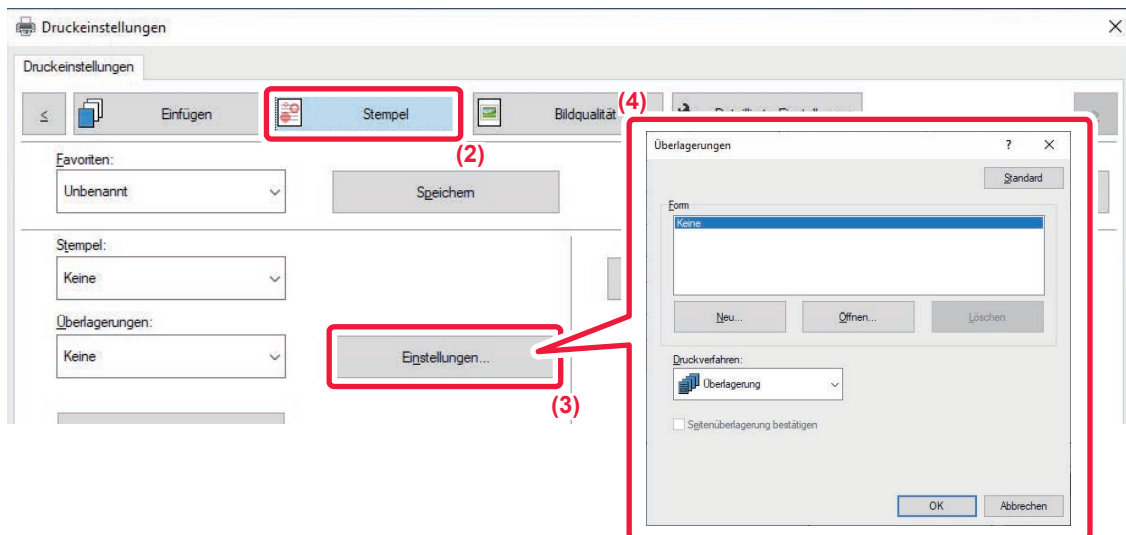 Druckeinstellungen
Druckeinstellungen
Einfügen
Stempel
Bildqualität
(4)
(2)
Favoriten:
Unbenannt
Speichern
Stempel:
Keine
Überlagerungen:
Keine
Einstellungen...
(3)
Überlagerungen
?
Standard
Form
Keine
Neu...
Öffnen...
Löschen
Druckverfahren:
Überlagerung
Seitenüberlagerung bestätigen
OK
Abbrechen